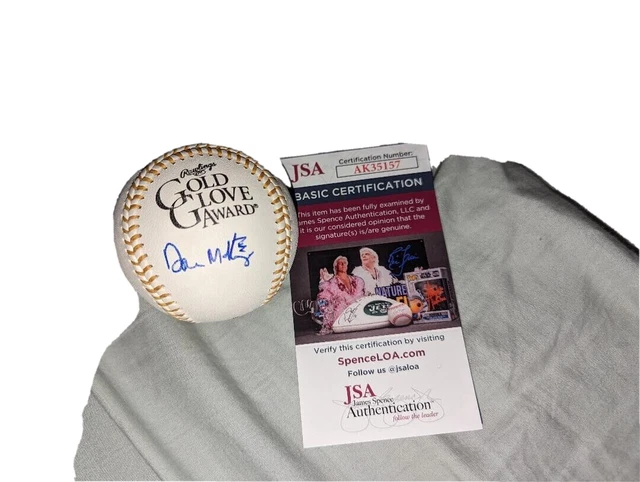 Rawlings
GOLD
GLOVE
AWARD®
JSA
Certification Number:
AK35157
BASIC CERTIFICATION
This item has been fully examined by
James Spence Authentication, LLC and
it is our considered opinion that the
signature(s) is/are genuine.
NATURE
Verify this certification by visiting
SpenceLOA.com
Follow us @jsaloa
JSA
James Spence
Authentication
follow the leader